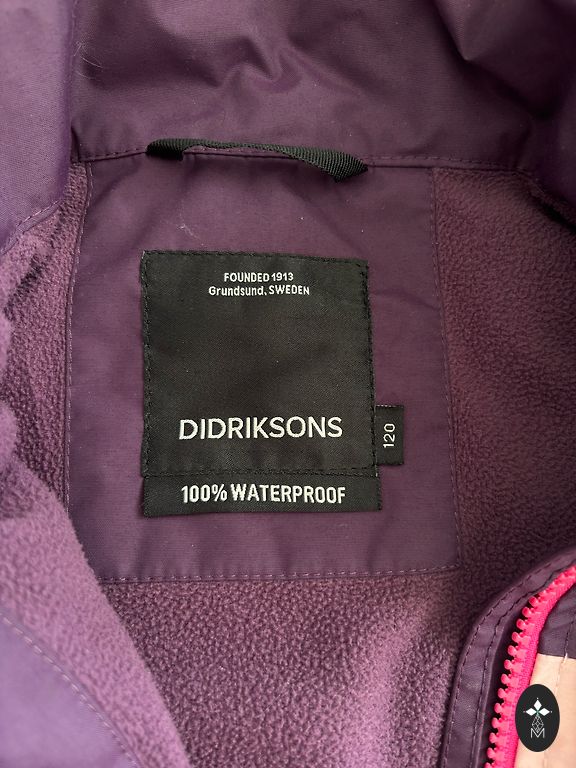 FOUNDED 1913
Grundsund, SWEDEN
DIDRIKSONS
120
100% WATERPROOF
M